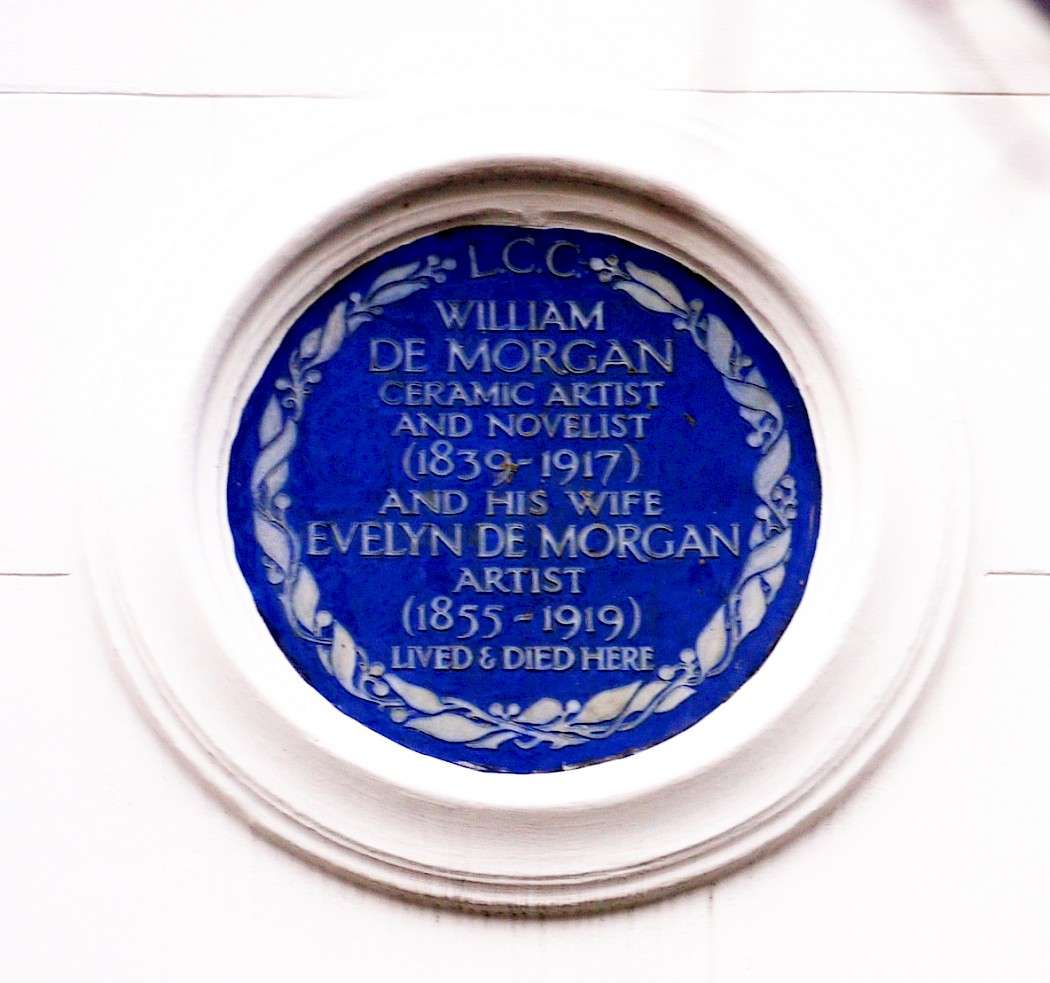 L.C.C.
WILLIAM
DE MORGAN
CERAMIC ARTIST
AND NOVELIST
(1839-1917)
AND HIS WIFE
EVELYN DE MORGAN
ARTIST
(1855-1919)
LIVED & DIED HERE